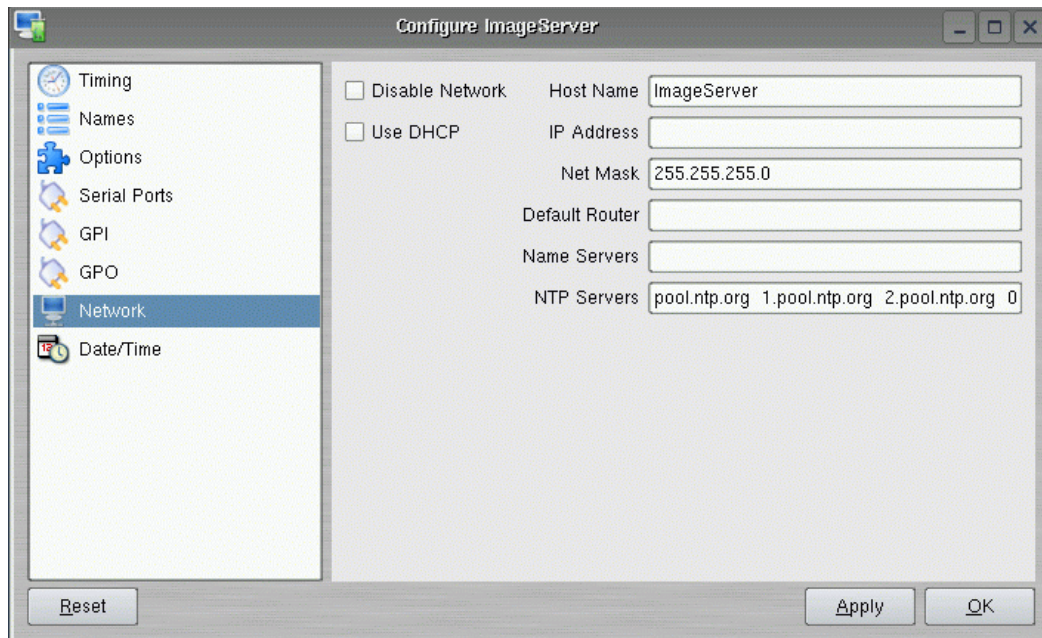 Configure ImageServer
Timing
Names
Options
Serial Ports
GPI
GPO
Network
Date/Time
Disable Network
Host Name ImageServer
Use DHCP
IP Address
Net Mask 255.255.255.0
Default Router
Name Servers
NTP Servers pool.ntp.org 1.pool.ntp.org 2.pool.ntp.org 0
Reset
Apply
OK